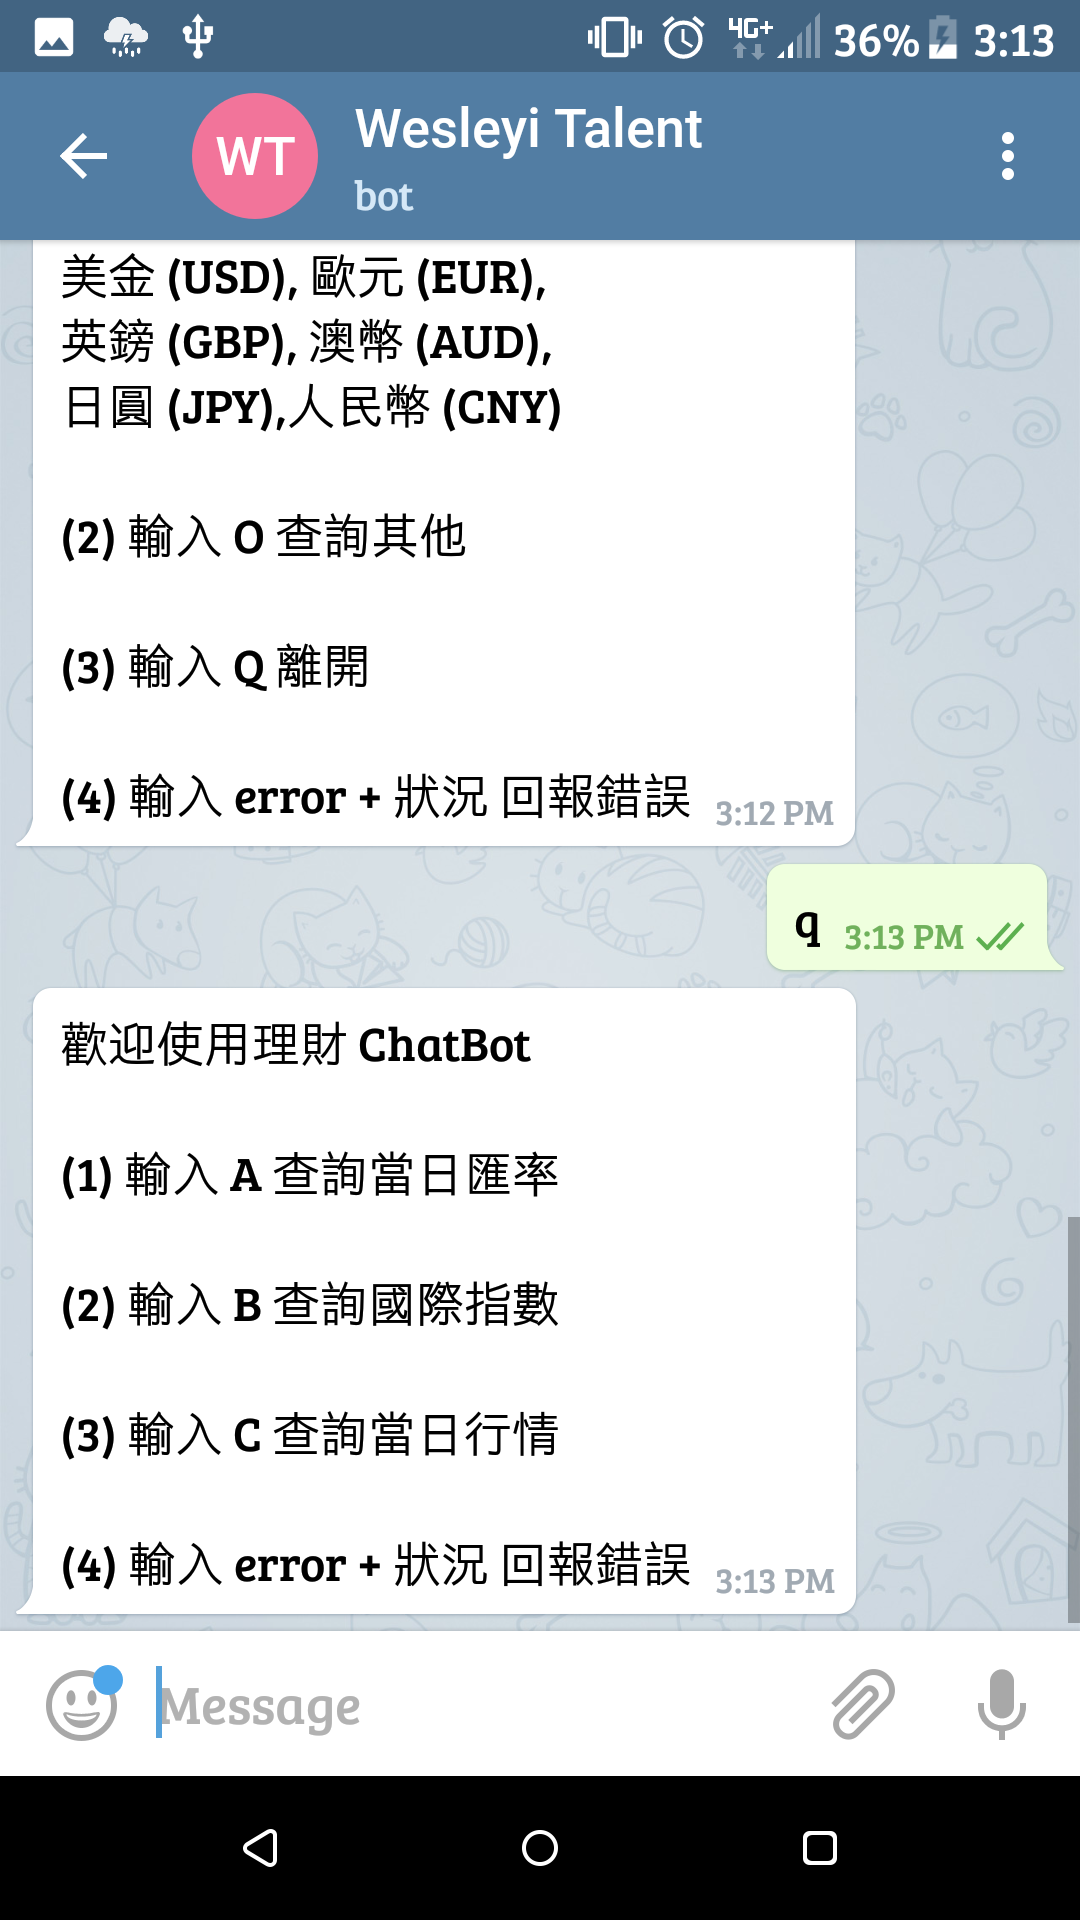 4G+ 36% 3:13
WT
Wesleyi Talent
bot
美金 (USD), 歐元 (EUR),
英鎊 (GBP), 澳幣 (AUD),
日圓 (JPY),人民幣 (CNY)
(2) 輸入 O 查詢其他
(3) 輸入 Q 離開
(4) 輸入 error + 狀況 回報錯誤 3:12 PM
q 3:13 PM
歡迎使用理財 ChatBot
(1) 輸入 A 查詢當日匯率
(2) 輸入 B 查詢國際指數
(3) 輸入 C 查詢當日行情
(4) 輸入 error + 狀況 回報錯誤 3:13 PM
Message